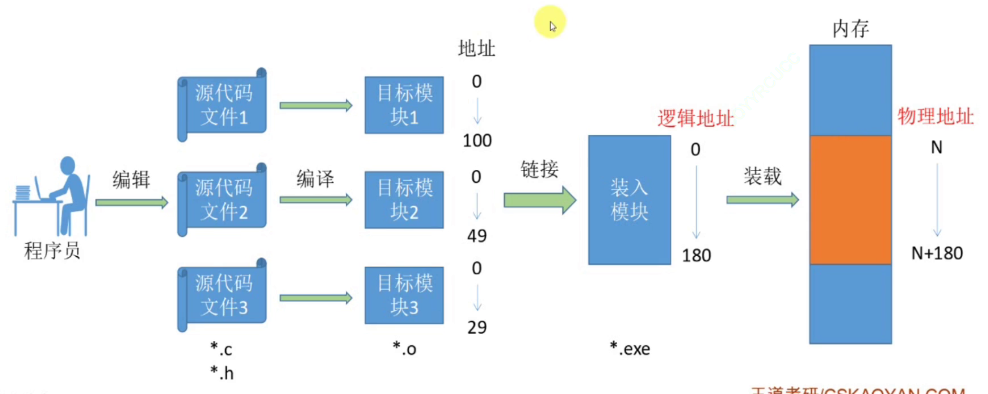 内存
地址
0
源代码
文件1
目标模
块1
100
逻辑地址
物理地址
0
N
编辑
源代码
文件2
编译
目标模
块2
0
49
链接
装入
模块
装载
180
N+180
程序员
源代码
文件3
目标模
块3
0
29
*.c
*.h
*.o
*.exe
王道考研/CSKAOYAN.COM